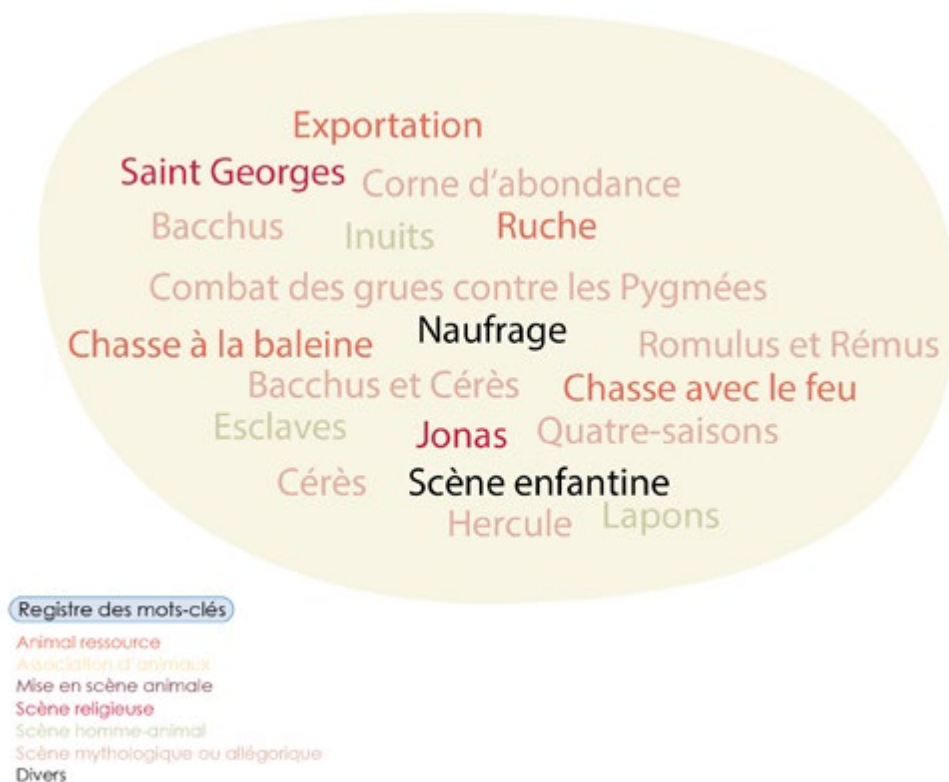 Exportation
Saint Georges
Corne d'abondance
Bacchus
Inuits
Ruche
Combat des grues contre les Pygmées
Naufrage
Chasse à la baleine
Romulus et Rémus
Bacchus et Cérès
Chasse avec le feu
Esclaves
Jonas
Quatre-saisons
Cérès
Scène enfantine
Hercule
Lapons
Registre des mots-clés
Animal ressource
Association d'animaux
Mise en scène animale
Scène religieuse
Scène homme-animal
Scène mythologique ou allégorique
Divers